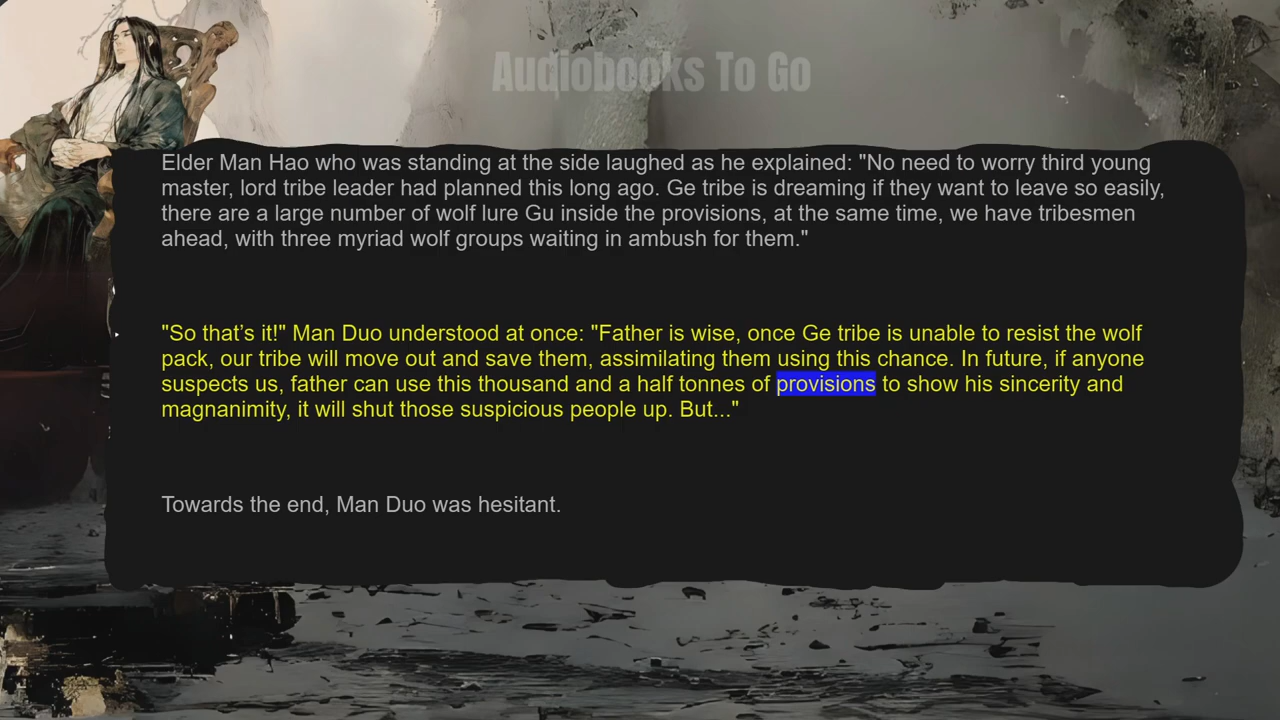 Audiobooks To Go
Elder Man Hao who was standing at the side laughed as he explained: "No need to worry third young
master, lord tribe leader had planned this long ago. Ge tribe is dreaming if they want to leave so easily,
there are a large number of wolf lure Gu inside the provisions, at the same time, we have tribesmen
ahead, with three myriad wolf groups waiting in ambush for them."
"So that’s it!" Man Duo understood at once: "Father is wise, once Ge tribe is unable to resist the wolf
pack, our tribe will move out and save them, assimilating them using this chance. In future, if anyone
suspects us, father can use this thousand and a half tonnes of provisions to show his sincerity and
magnanimity, it will shut those suspicious people up. But..."
Towards the end, Man Duo was hesitant.